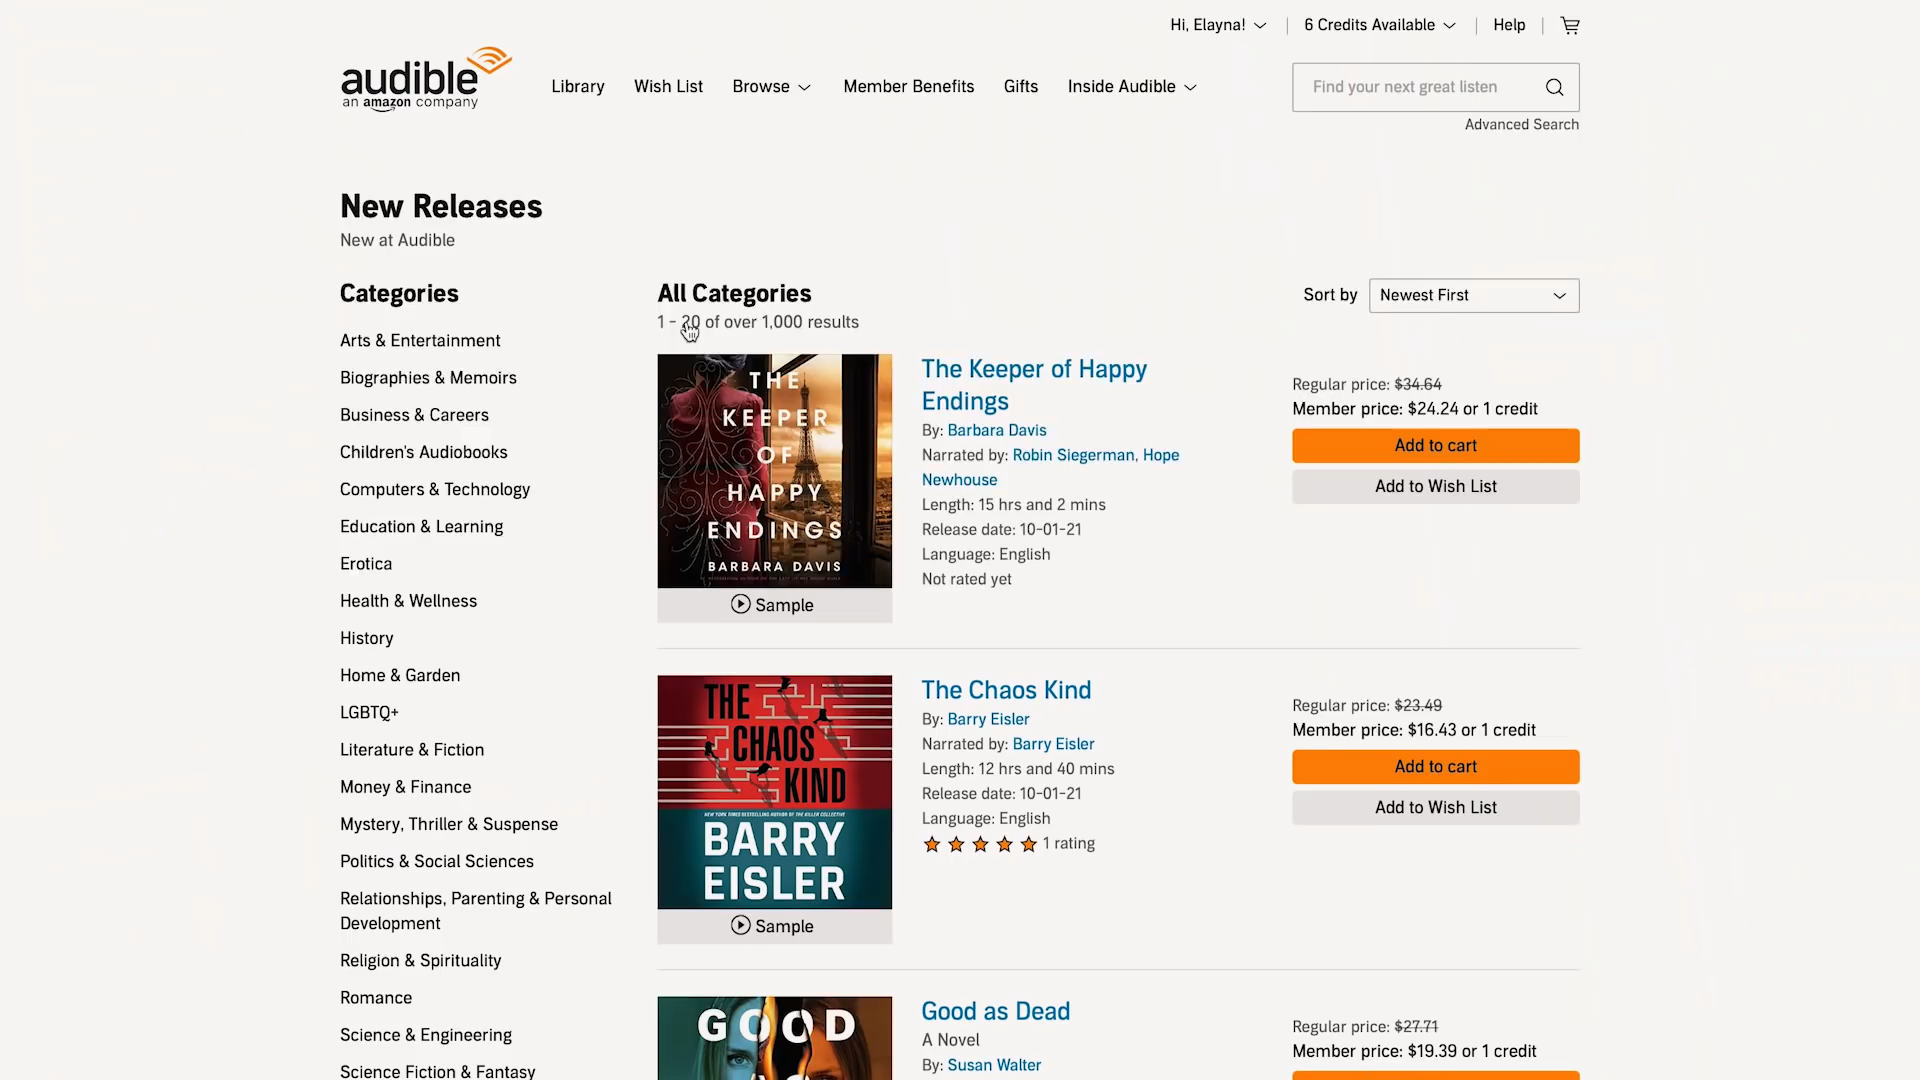 Hi, Elayna!
6 Credits Available
Help
audible
an amazon company
Library
Wish List
Browse
Member Benefits
Gifts
Inside Audible
Find your next great listen
Advanced Search
New Releases
New at Audible
Categories
Arts & Entertainment
Biographies & Memoirs
Business & Careers
Children's Audiobooks
Computers & Technology
Education & Learning
Erotica
Health & Wellness
History
Home & Garden
LGBTQ+
Literature & Fiction
Money & Finance
Mystery, Thriller & Suspense
Politics & Social Sciences
Relationships, Parenting & Personal
Development
Religion & Spirituality
Romance
Science & Engineering
Science Fiction & Fantasy
All Categories
1 - 20 of over 1,000 results
Sort by
Newest First
THE
KEEPER
OF
HAPPY
ENDINGS
BARBARA DAVIS
Sample
The Keeper of Happy
Endings
By: Barbara Davis
Narrated by: Robin Siegerman, Hope
Newhouse
Length: 15 hrs and 2 mins
Release date: 10-01-21
Language: English
Not rated yet
Regular price: $34.64
Member price: $24.24 or 1 credit
Add to cart
Add to Wish List
THE
CHAOS
KIND
NEW YORK TIMES BESTSELLING AUTHOR OF THE KILLER COLLECTIVE
BARRY
EISLER
Sample
The Chaos Kind
By: Barry Eisler
Narrated by: Barry Eisler
Length: 12 hrs and 40 mins
Release date: 10-01-21
Language: English
1 rating
Regular price: $23.49
Member price: $16.43 or 1 credit
Add to cart
Add to Wish List
GOOD
Good as Dead
A Novel
By: Susan Walter
Regular price: $27.71
Member price: $19.39 or 1 credit